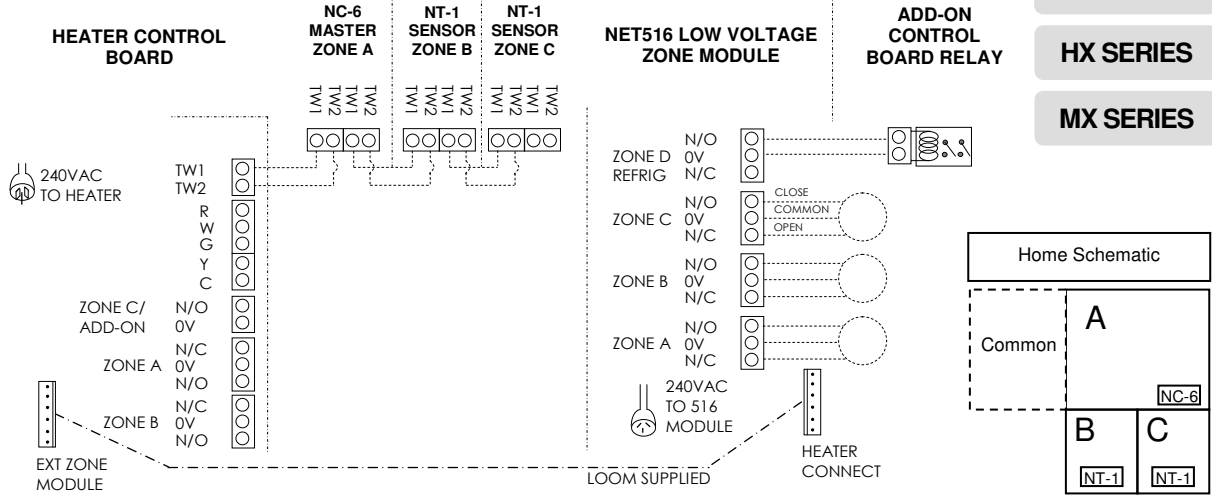 HEATER CONTROL
BOARD
NC-6
MASTER
ZONE A
NT-1
SENSOR
ZONE B
NT-1
SENSOR
ZONE C
NET516 LOW VOLTAGE
ZONE MODULE
ADD-ON
CONTROL
BOARD RELAY
HX SERIES
MX SERIES
TW1
TW2
TW1
TW2
TW1
TW2
TW1
TW2
TW1
TW2
TW1
TW2
240VAC
TO HEATER
TW1
TW2
R
W
G
Y
C
ZONE C/
ADD-ON
N/O
0V
ZONE A
N/C
0V
N/O
ZONE B
N/C
0V
N/O
EXT ZONE
MODULE
LOOM SUPPLIED
ZONE D
REFRIG
N/O
0V
N/C
ZONE C
N/O
0V
N/C
CLOSE
COMMON
OPEN
ZONE B
N/O
0V
N/C
ZONE A
N/O
0V
N/C
240VAC
TO 516
MODULE
HEATER
CONNECT
Home Schematic
Common
A
NC-6
B
NT-1
C
NT-1